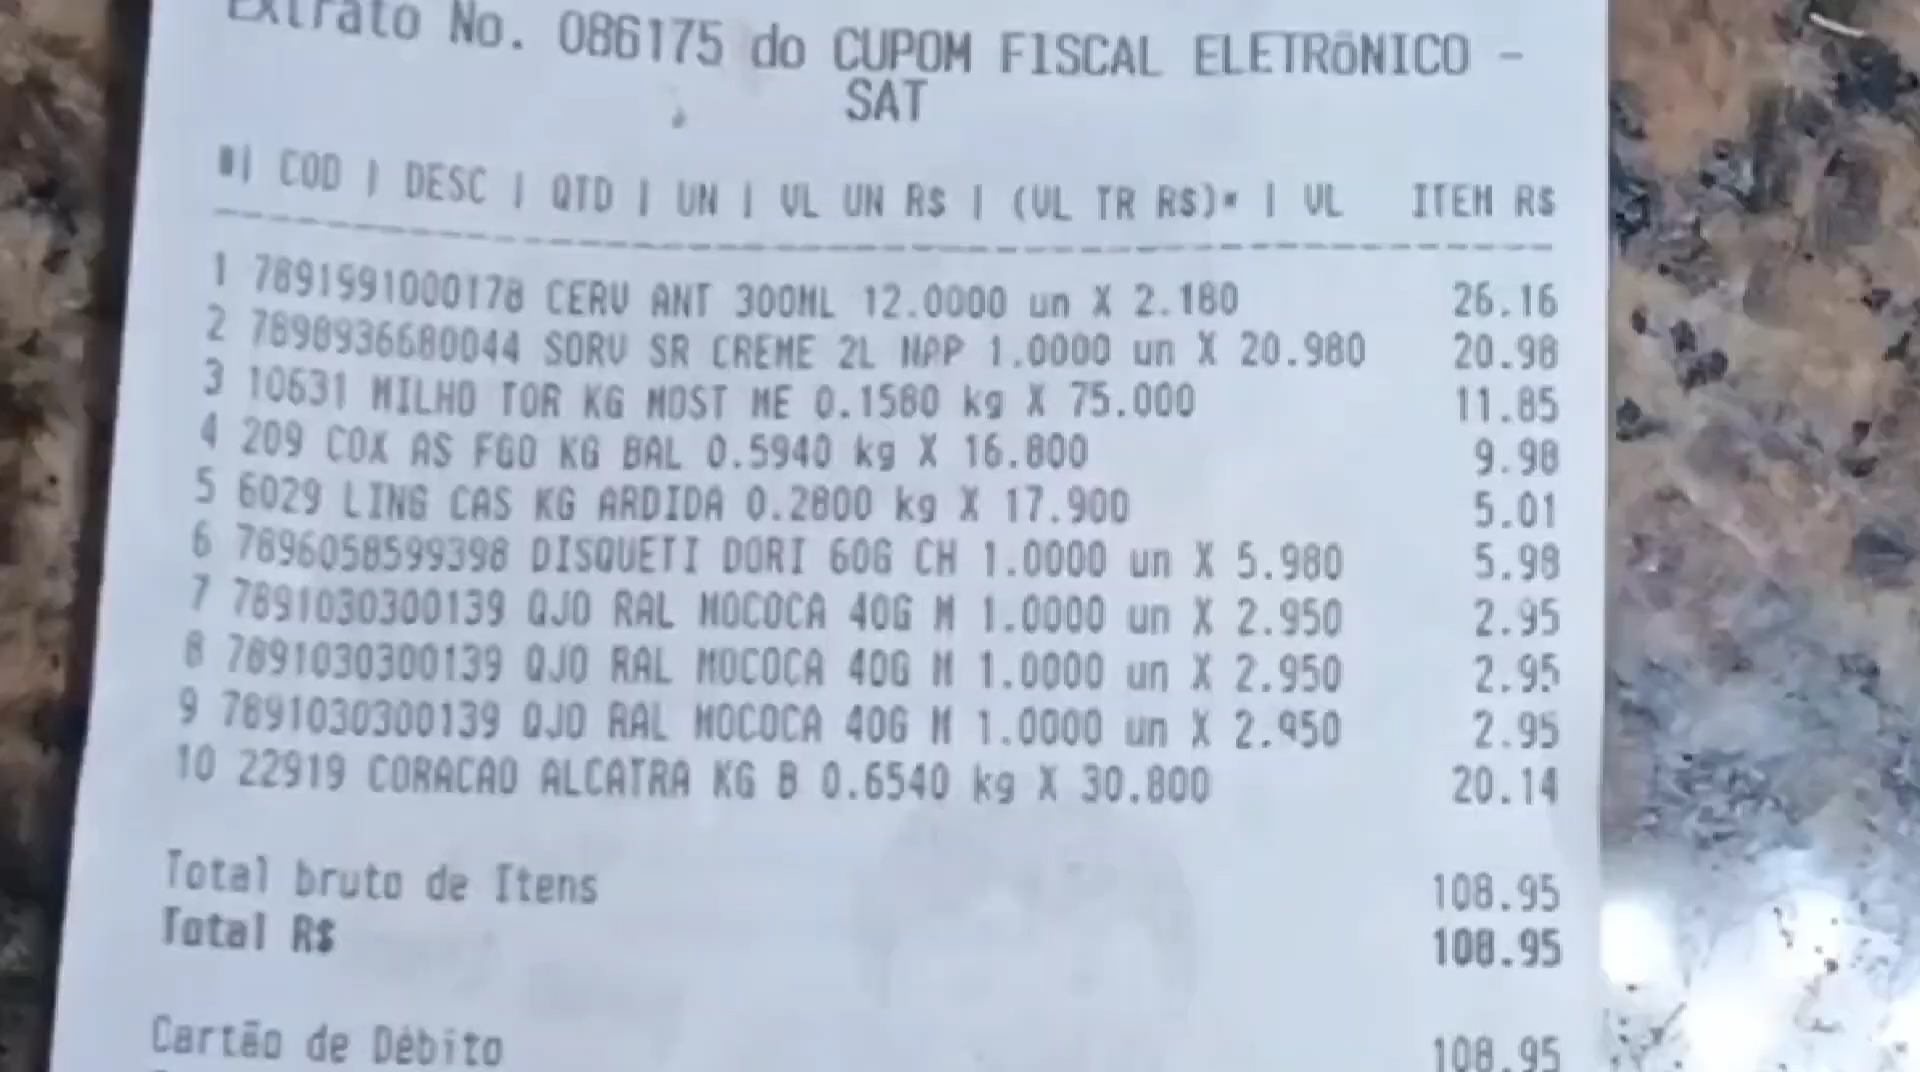 Extrato No. 086175 do CUPOM FISCAL ELETRÔNICO -
SAT
#| COD | DESC | QTD | UN | VL UN R$ | (VL TR R$)* | VL ITEM R$
1 7891991000178 CERV ANT 300ML 12.0000 un X 2.180 26.16
2 7898936680044 SORV SR CREME 2L NAP 1.0000 un X 20.980 20.98
3 10631 MILHO TOR KG MOST ME 0.1580 kg X 75.000 11.85
4 209 COX AS FGO KG BAL 0.5940 kg X 16.800 9.98
5 6029 LING CAS KG ARDIDA 0.2800 kg X 17.900 5.01
6 7896058599398 DISQUETI DORI 60G CH 1.0000 un X 5.980 5.98
7 7891030300139 QJO RAL MOCOCA 40G M 1.0000 un X 2.950 2.95
8 7891030300139 QJO RAL MOCOCA 40G M 1.0000 un X 2.950 2.95
9 7891030300139 QJO RAL MOCOCA 40G M 1.0000 un X 2.950 2.95
10 22919 CORACAO ALCATRA KG B 0.6540 kg X 30.800 20.14
Total bruto de Itens 108.95
Total R$ 108.95
Cartão de Débito 108.95